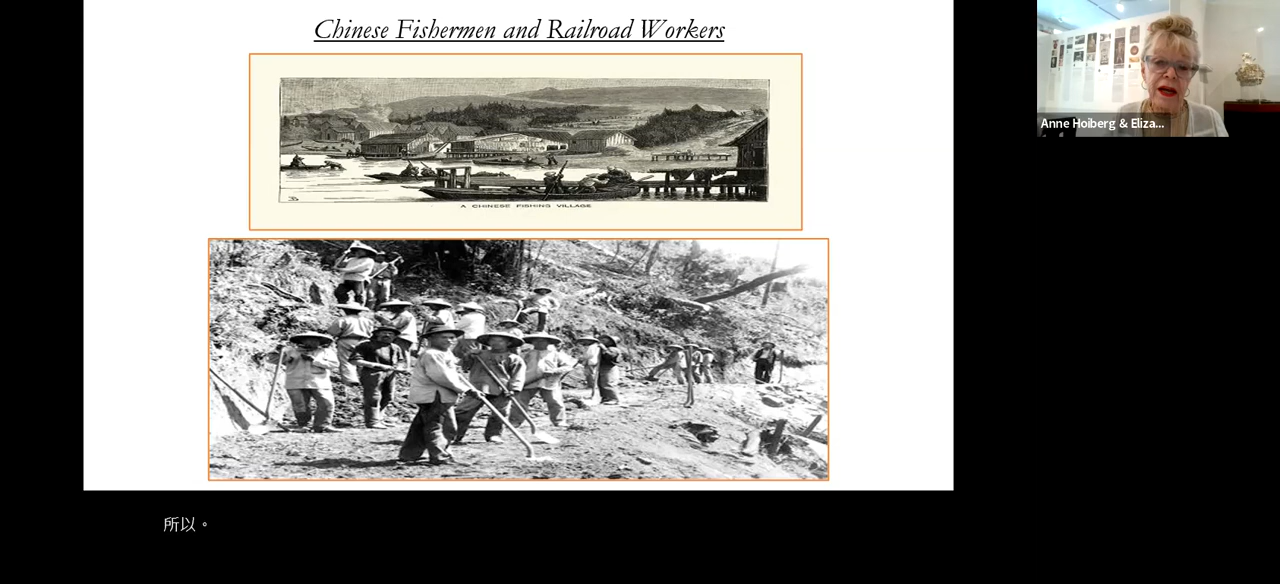 Chinese Fishermen and Railroad Workers
A CHINESE FISHING VILLAGE
Anne Hoiberg & Eliza...
所以。